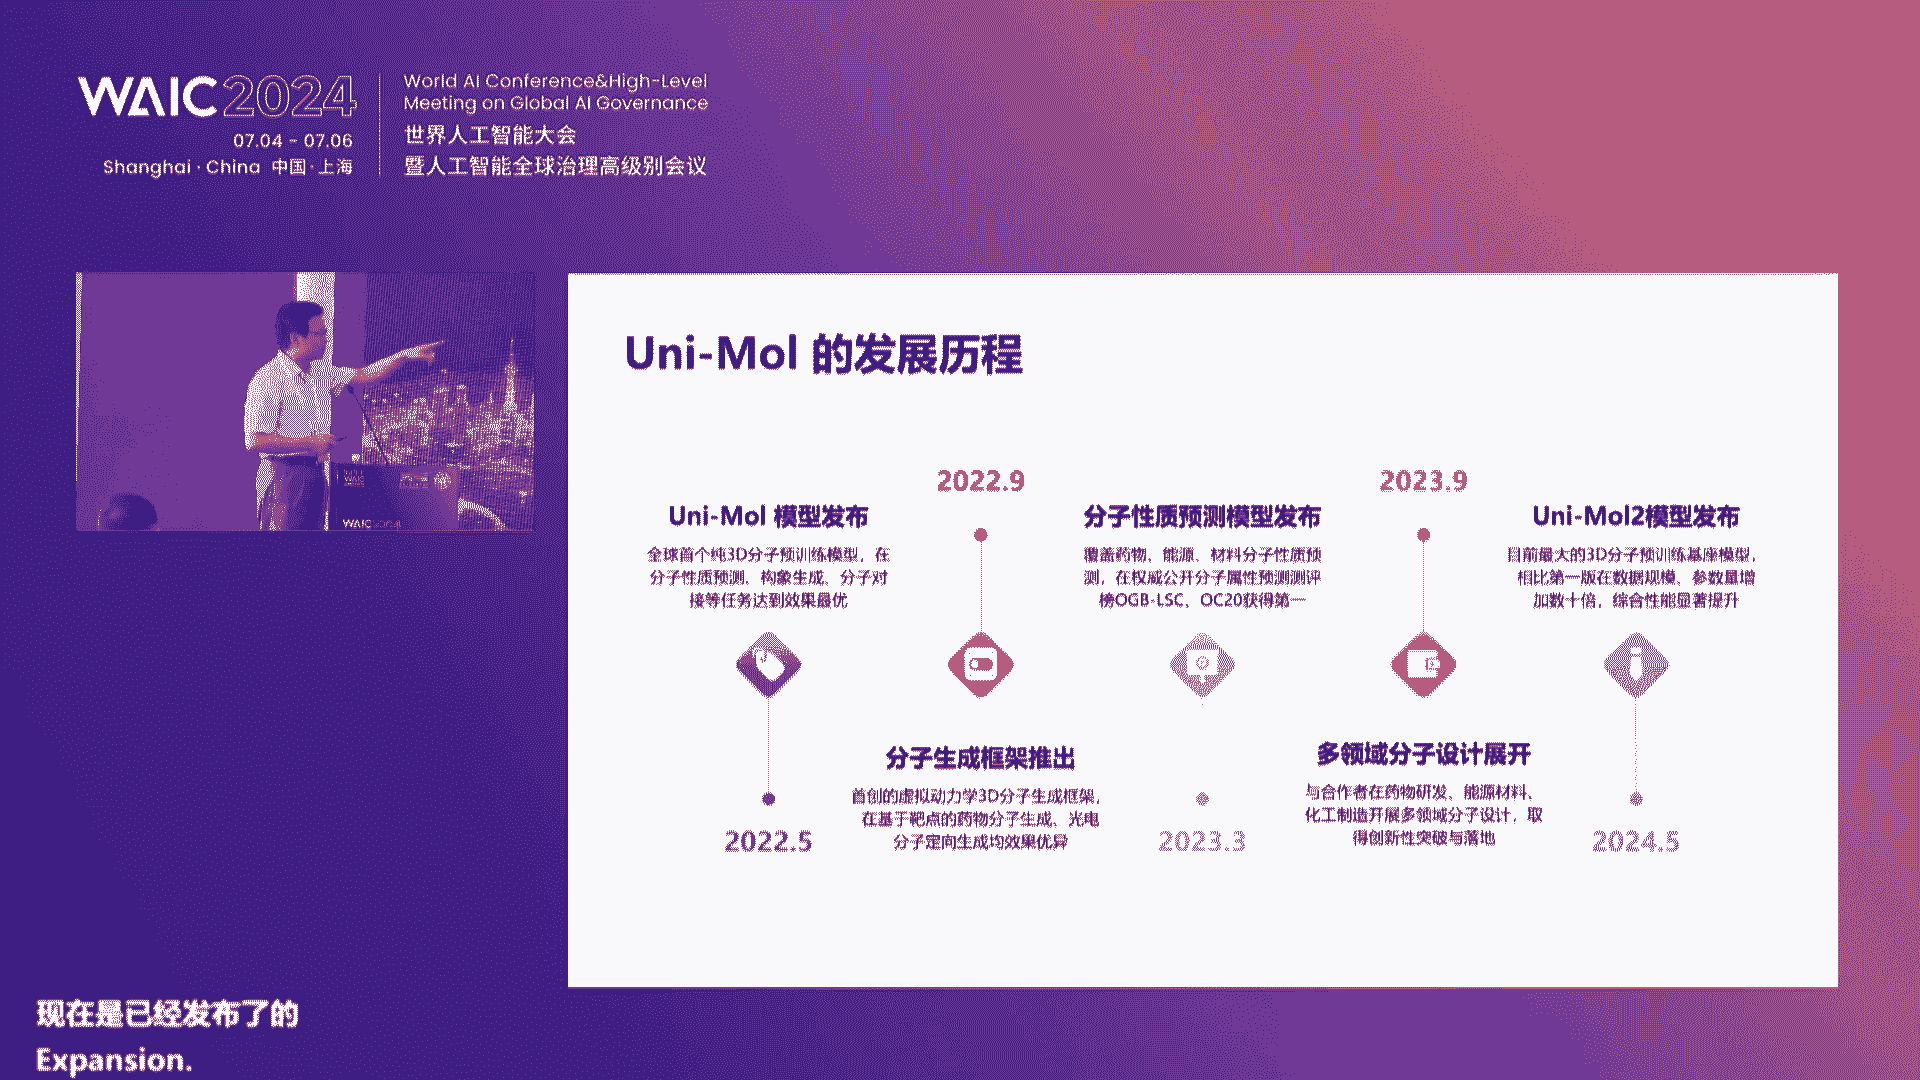 WAIC 2024
07.04 - 07.06
Shanghai · China 中国·上海
World AI Conference&High-Level
Meeting on Global AI Governance
世界人工智能大会
暨人工智能全球治理高级别会议
WAIC 2024
Uni-Mol 的发展历程
Uni-Mol 模型发布
全球首个纯3D分子预训练模型，在
分子性质预测、构象生成、分子对
接等任务达到效果最优
2022.5
2022.9
分子生成框架推出
首创的虚拟动力学3D分子生成框架，
在基于靶点的药物分子生成、光电
分子定向生成均效果优异
分子性质预测模型发布
覆盖药物、能源、材料分子性质预
测，在权威公开分子属性预测测评
榜OGB-LSC、OC20获得第一
2023.3
2023.9
多领域分子设计展开
与合作者在药物研发、能源材料、
化工制造开展多领域分子设计，取
得创新性突破与落地
Uni-Mol2模型发布
目前最大的3D分子预训练基座模型，
相比第一版在数据规模、参数量增
加数十倍，综合性能显著提升
2024.5
现在是已经发布了的
Expansion.